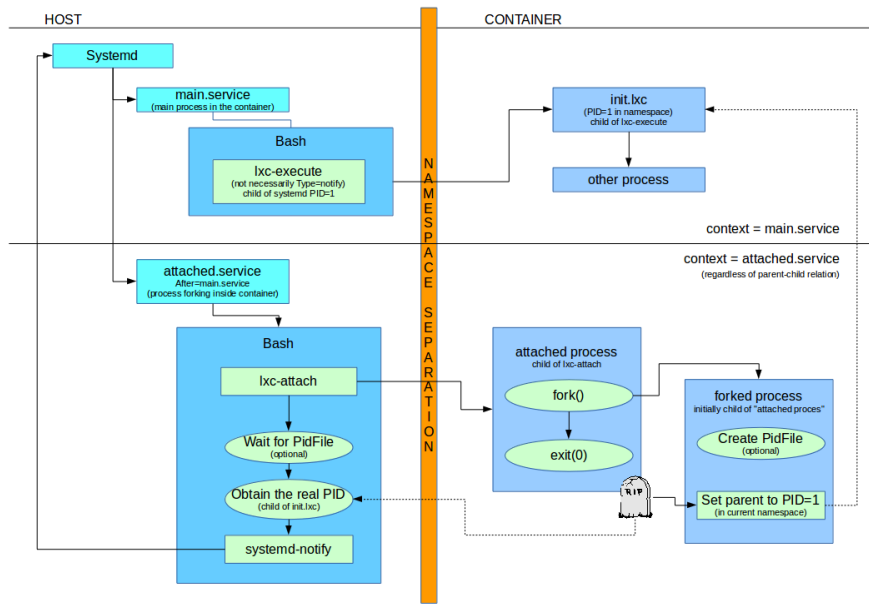 HOST
CONTAINER
Systemd
main.service
(main process in the container)
Bash
lxc-execute
(not necessarily Type=notify)
child of systemd PID=1
NAMESPACE SEPARATION
init.lxc
(PID=1 in namespace)
child of lxc-execute
other process
context = main.service
context = attached.service
(regardless of parent-child relation)
attached.service
After=main.service
(process forking inside container)
Bash
lxc-attach
Wait for PidFile
(optional)
Obtain the real PID
(child of init.lxc)
systemd-notify
attached process
child of lxc-attach
fork()
exit(0)
RIP
forked process
initially child of "attached proces"
Create PidFile
(optional)
Set parent to PID=1
(in current namespace)